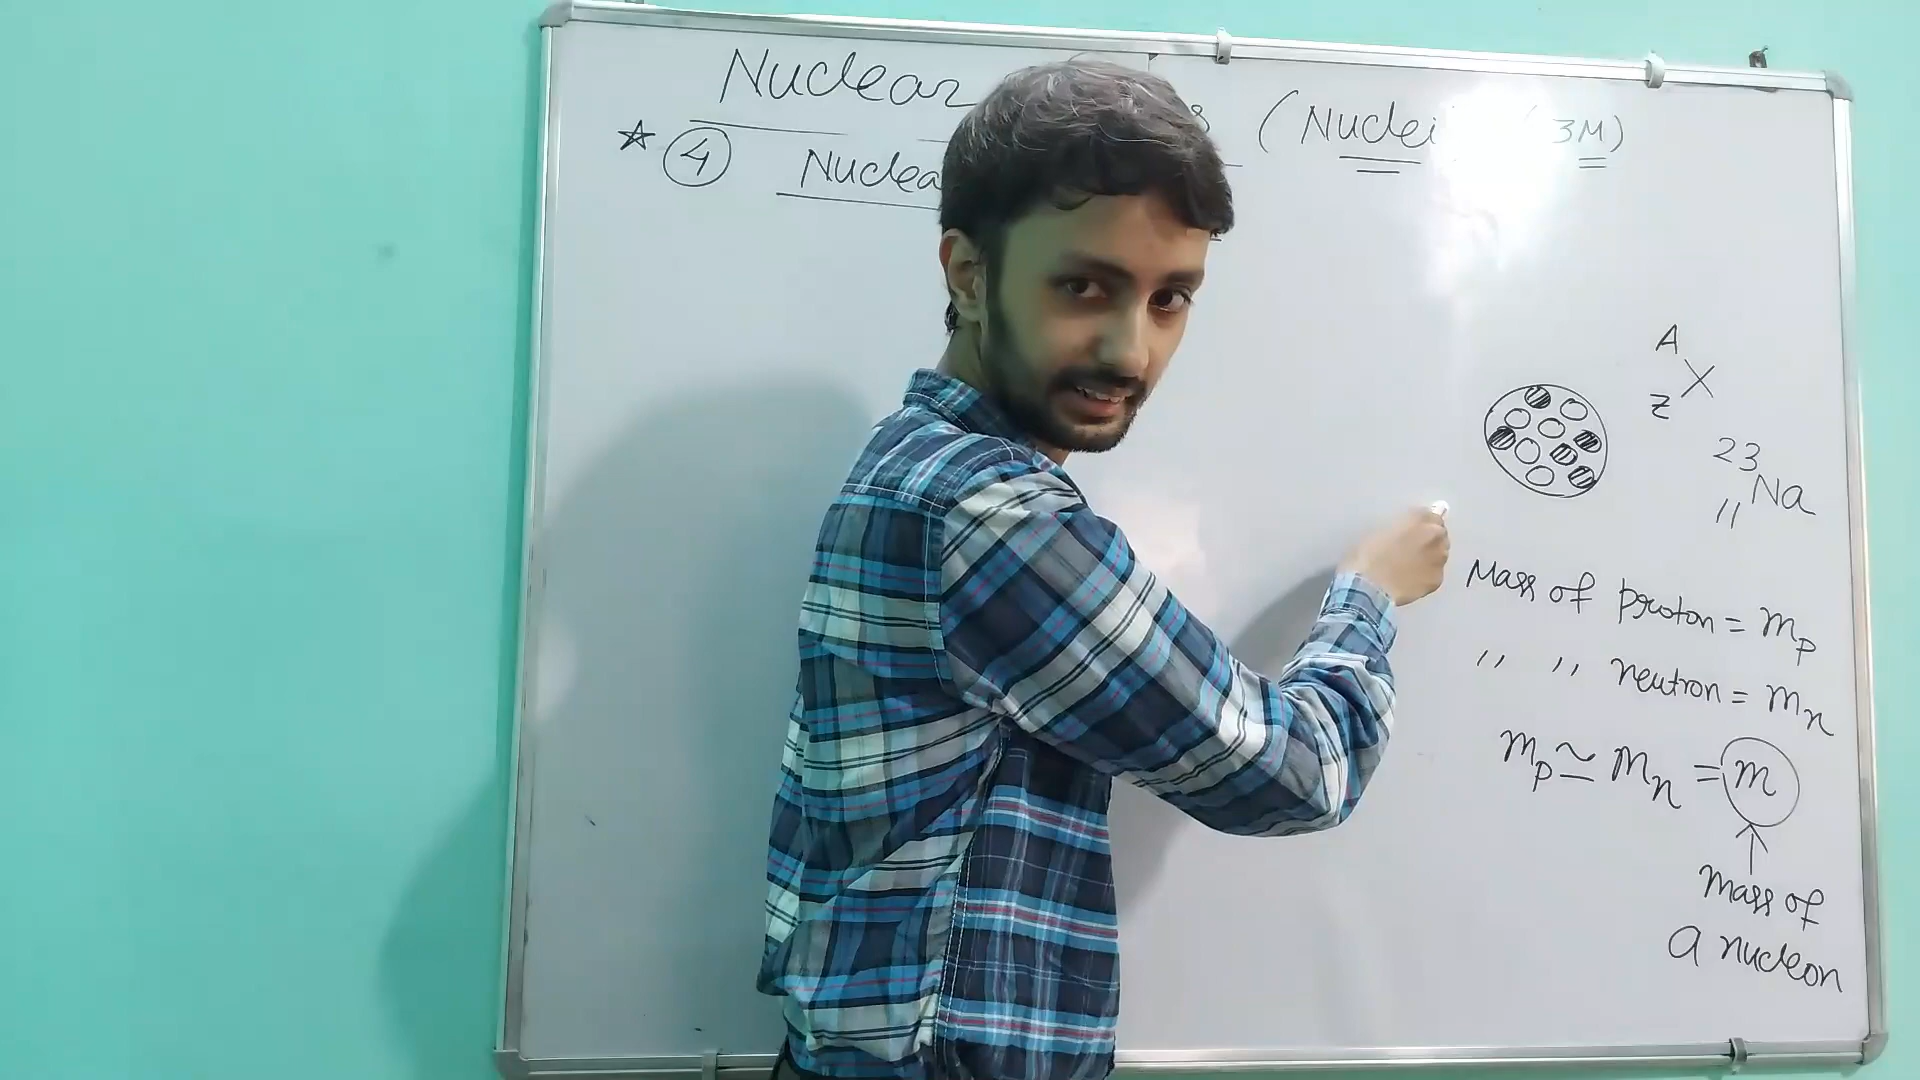 Nuclear (Nuclei (3M)
☆ ④ Nuclea
A
X
Z
23
Na
11
Mass of proton = mp
" " neutron = mn
mp ≃ mn = m
↑
Mass of
a nucleon